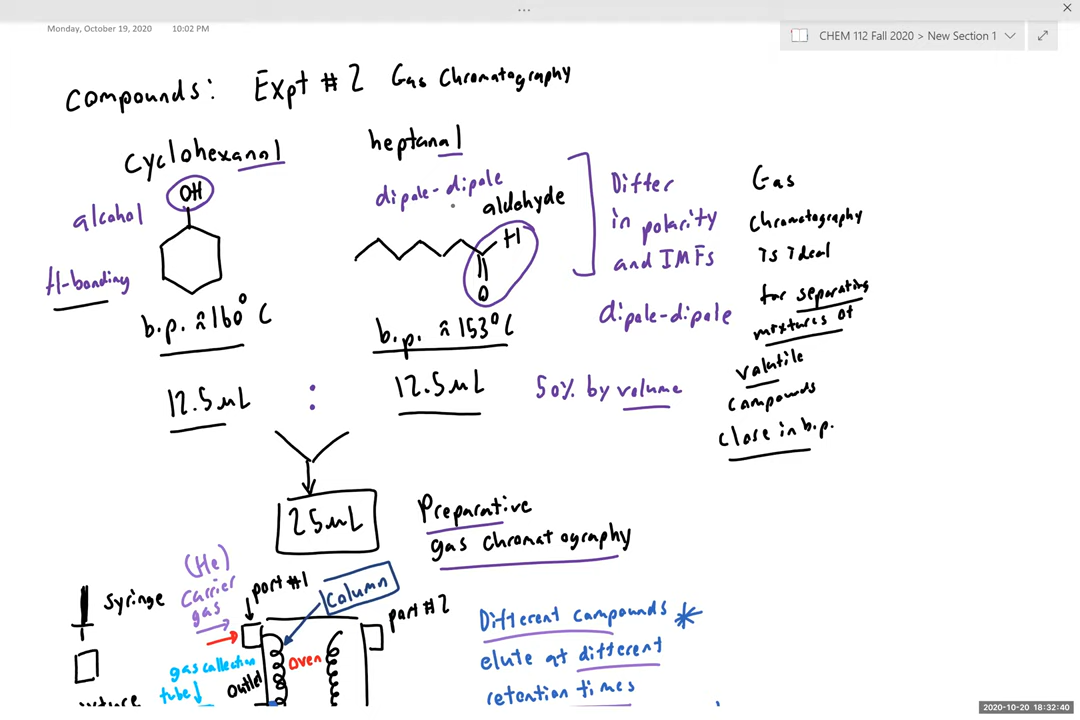 Monday, October 19, 2020 10:02 PM
CHEM 112 Fall 2020 > New Section 1
Compounds: Expt #2 Gas Chromatography
cyclohexanol
heptanal
OH
alcohol
H-bonding
b.p. ≈ 160°C
dipole-dipole
aldehyde
H
O
b.p. ≈ 153°C
Differ
in polarity
and IMFs
dipole-dipole
Gas
Chromatography
is ideal
for separating
mixtures of
volatile
compounds
close in b.p.
12.5 μL : 12.5 μL 50% by volume
25 μL
Preparative
gas chromatography
syringe
(He)
carrier
gas
port #1
column
port #2
oven
gas collection
tube↓
outlet
Different compounds *
elute at different
retention times
2020-10-20 18:32:40